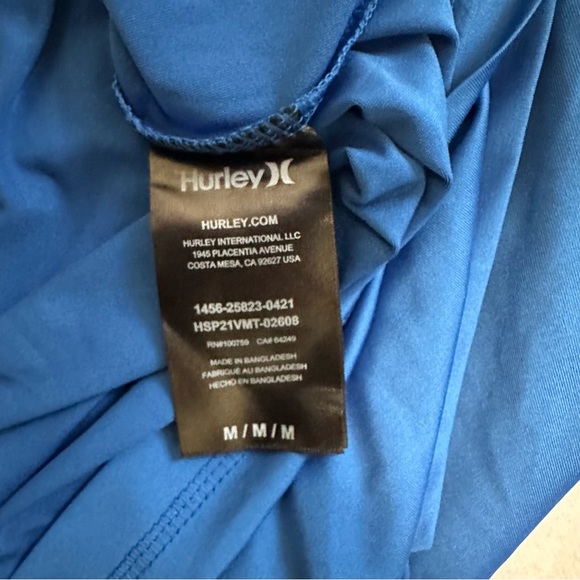 Hurley
HURLEY.COM
HURLEY INTERNATIONAL LLC
1945 PLACENTIA AVENUE
COSTA MESA, CA 92627 USA
1456-25823-0421
HSP21VMT-02608
RN#100759 CA# 64249
MADE IN BANGLADESH
FABRIQUÉ AU BANGLADESH
HECHO EN BANGLADESH
M / M / M